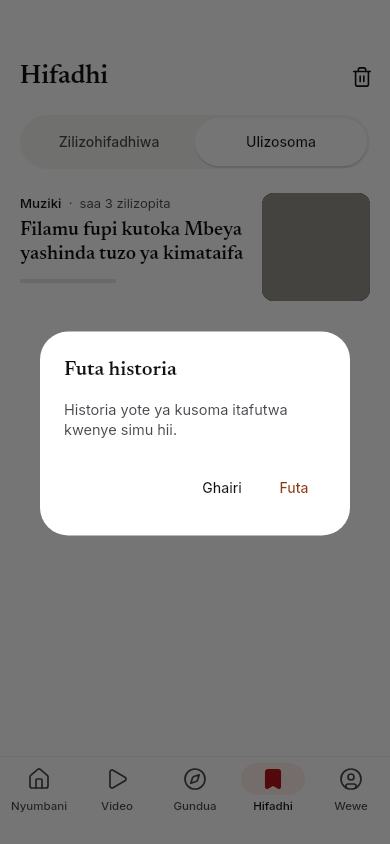 Hifadhi
Zilizohifadhiwa
Ulizosoma
Muziki · saa 3 zilizopita
Filamu fupi kutoka Mbeya
yashinda tuzo ya kimataifa
Futa historia
Historia yote ya kusoma itafutwa
kwenye simu hii.
Ghairi
Futa
Nyumbani
Video
Gundua
Hifadhi
Wewe